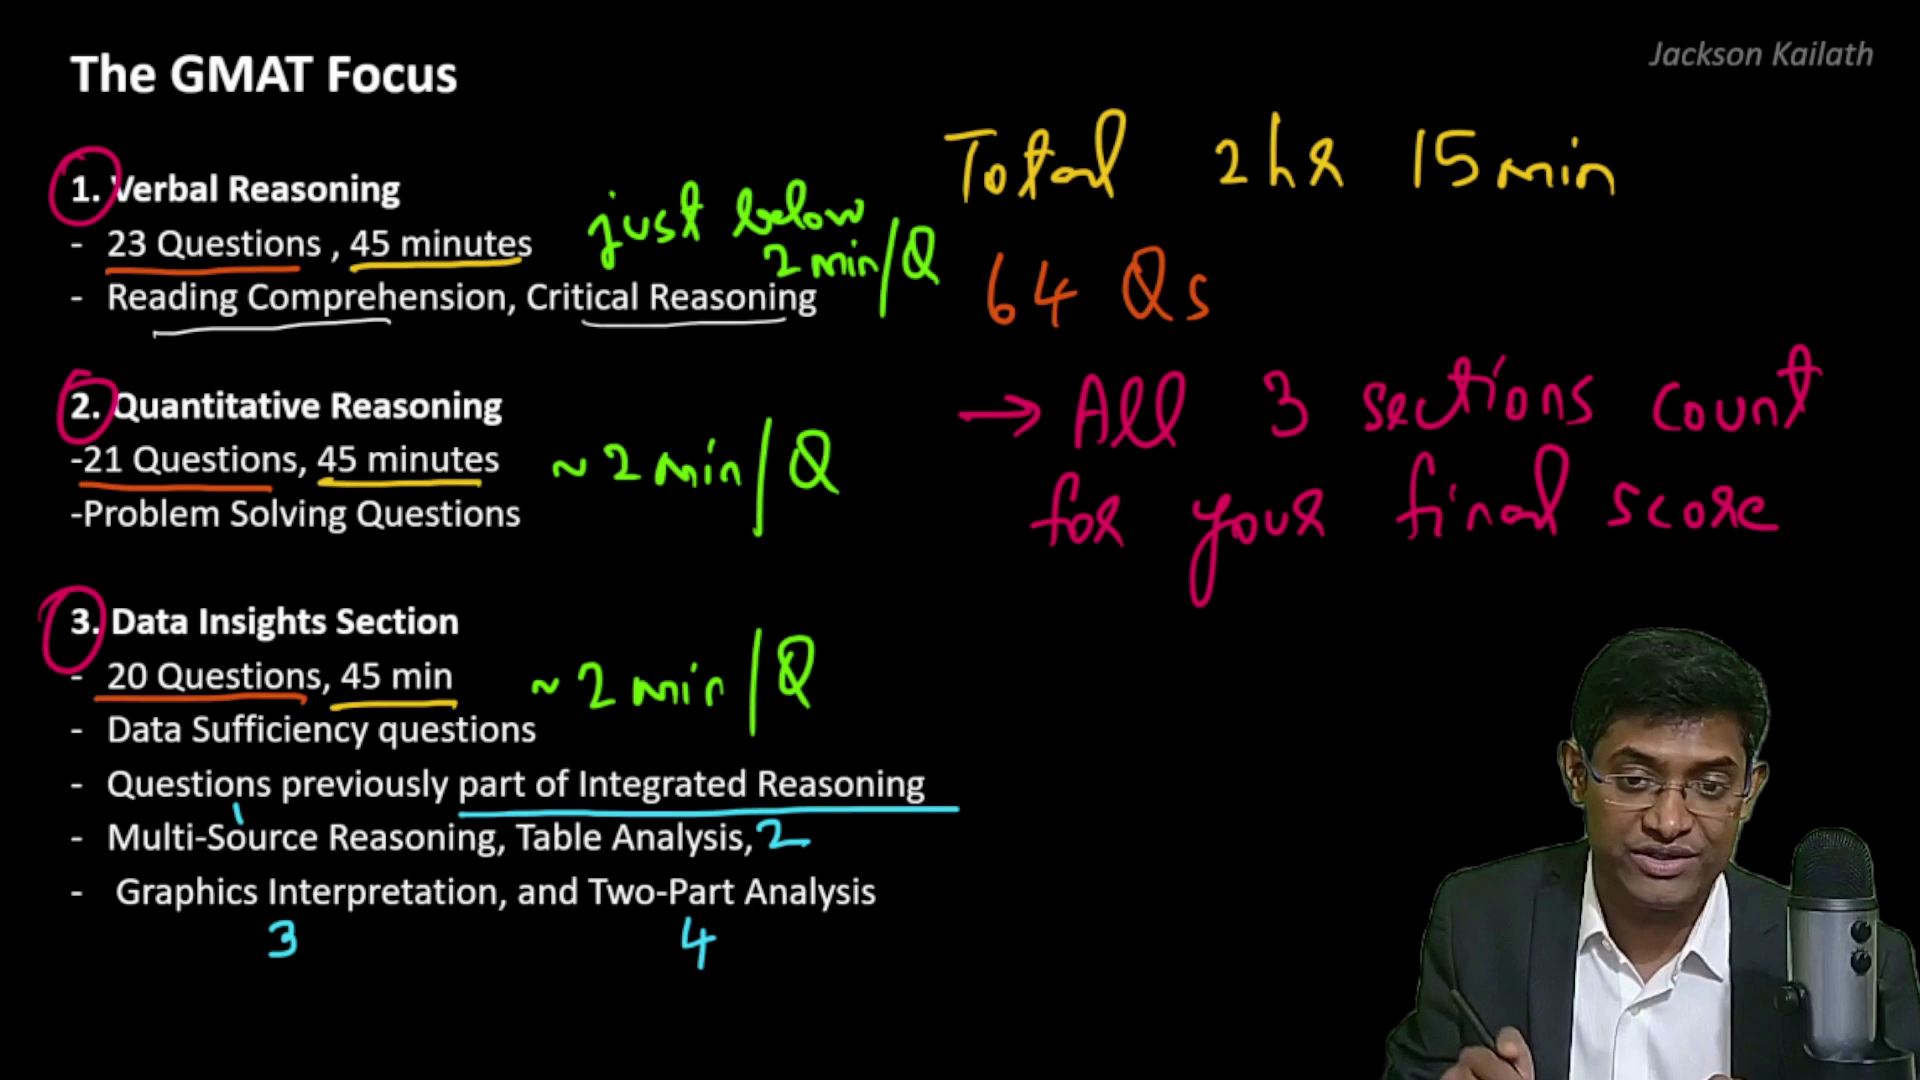 The GMAT Focus
Jackson Kailath
1. Verbal Reasoning
- 23 Questions , 45 minutes
just below
2 min/Q
- Reading Comprehension, Critical Reasoning
2. Quantitative Reasoning
-21 Questions, 45 minutes
~ 2 min/Q
-Problem Solving Questions
3. Data Insights Section
- 20 Questions, 45 min
~ 2 min/Q
- Data Sufficiency questions
- Questions previously part of Integrated Reasoning
1
- Multi-Source Reasoning, Table Analysis, 2
- Graphics Interpretation, and Two-Part Analysis
3 4
Total 2hr 15min
64 Qs
→ All 3 sections count
for your final score